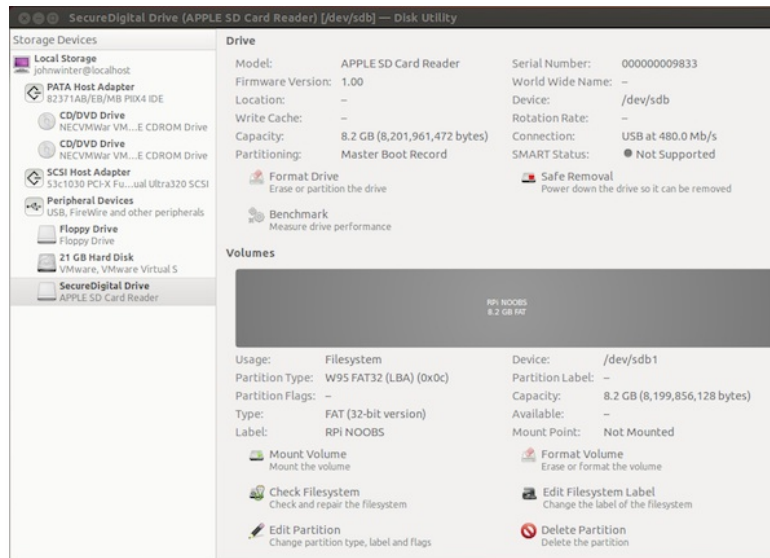 SecureDigital Drive (APPLE SD Card Reader) [/dev/sdb] — Disk Utility
Storage Devices
Local Storage
johnwinter@localhost
PATA Host Adapter
82371AB/EB/MB PIIX4 IDE
CD/DVD Drive
NECVMWar VM...E CDROM Drive
CD/DVD Drive
NECVMWar VM...E CDROM Drive
SCSI Host Adapter
53c1030 PCI-X Fu...ual Ultra320 SCSI
Peripheral Devices
USB, FireWire and other peripherals
Floppy Drive
Floppy Drive
21 GB Hard Disk
VMware, VMware Virtual S
SecureDigital Drive
APPLE SD Card Reader
Drive
Model: APPLE SD Card Reader Serial Number: 000000009833
Firmware Version: 1.00 World Wide Name: –
Location: – Device: /dev/sdb
Write Cache: – Rotation Rate: –
Capacity: 8.2 GB (8,201,961,472 bytes) Connection: USB at 480.0 Mb/s
Partitioning: Master Boot Record SMART Status: Not Supported
Format Drive Safe Removal
Erase or partition the drive Power down the drive so it can be removed
Benchmark
Measure drive performance
Volumes
RPi NOOBS
8.2 GB FAT
Usage: Filesystem Device: /dev/sdb1
Partition Type: W95 FAT32 (LBA) (0x0c) Partition Label: –
Partition Flags: – Capacity: 8.2 GB (8,199,856,128 bytes)
Type: FAT (32-bit version) Available: –
Label: RPi NOOBS Mount Point: Not Mounted
Mount Volume Format Volume
Mount the volume Erase or format the volume
Check Filesystem Edit Filesystem Label
Check and repair the filesystem Change the label of the filesystem
Edit Partition Delete Partition
Change partition type, label and flags Delete the partition